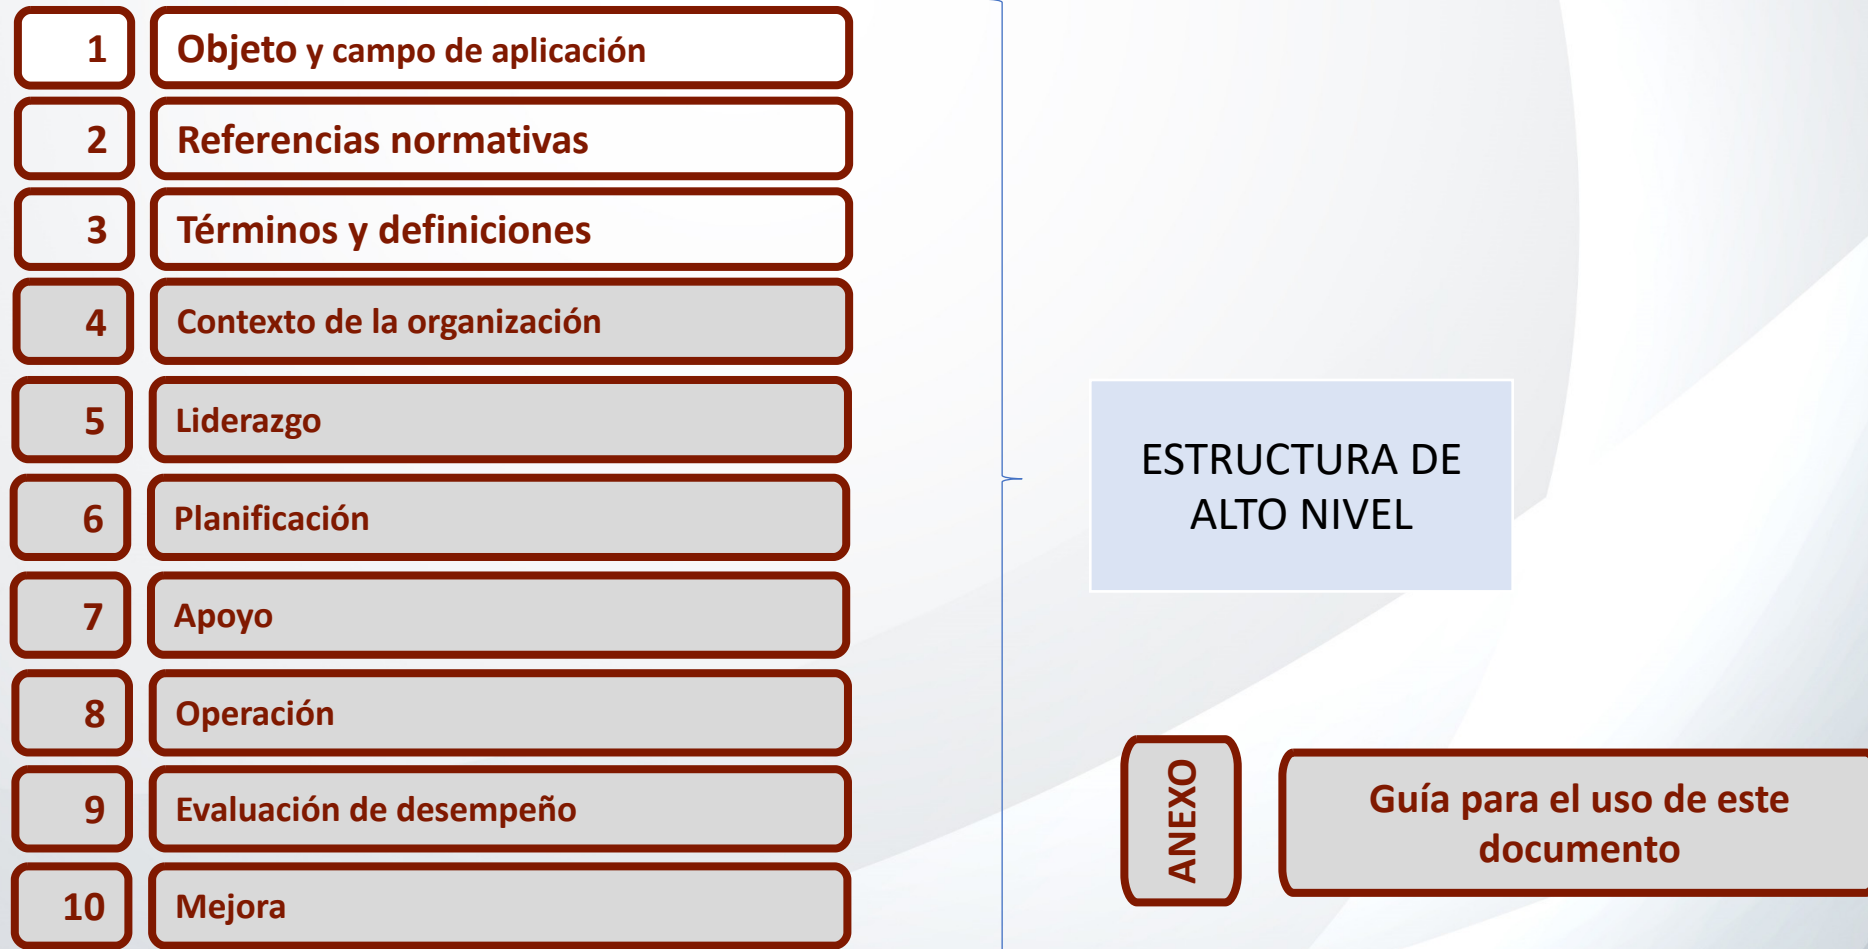 1 Objeto y campo de aplicación
2 Referencias normativas
3 Términos y definiciones
4 Contexto de la organización
5 Liderazgo
6 Planificación
7 Apoyo
8 Operación
9 Evaluación de desempeño
10 Mejora
ESTRUCTURA DE
ALTO NIVEL
ANEXO
Guía para el uso de este
documento